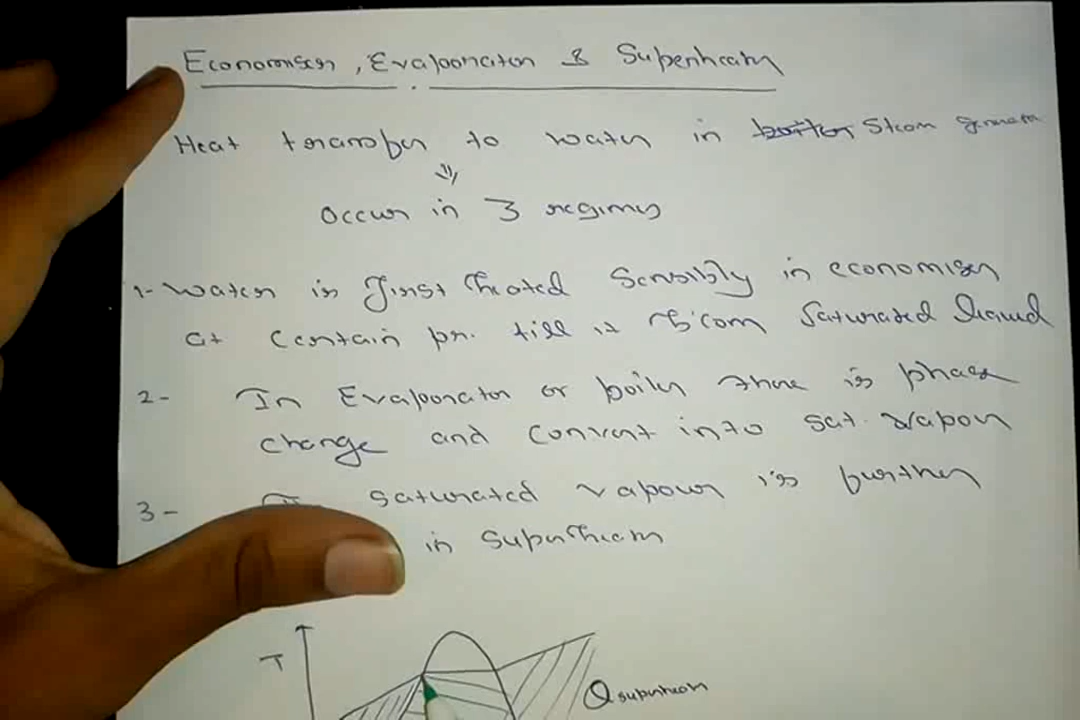 Economiser, Evaporator & Superheater
Heat transfer to water in Steam generator
Occur in 3 regimes
1- Water is first heated Sensibly in economiser
at certain pr. till it b'com Saturated liquid
2- In Evaporator or boiler there is phase
change and convert into sat. vapour
3- saturated vapour is further
in Superheater
T
Q superheater